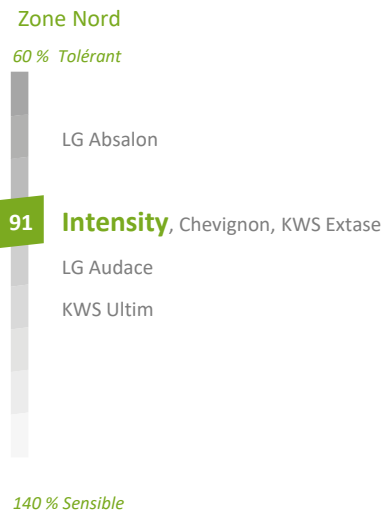 Zone Nord
60 % Tolérant
LG Absalon
91 Intensity, Chevignon, KWS Extase
LG Audace
KWS Ultim
140 % Sensible